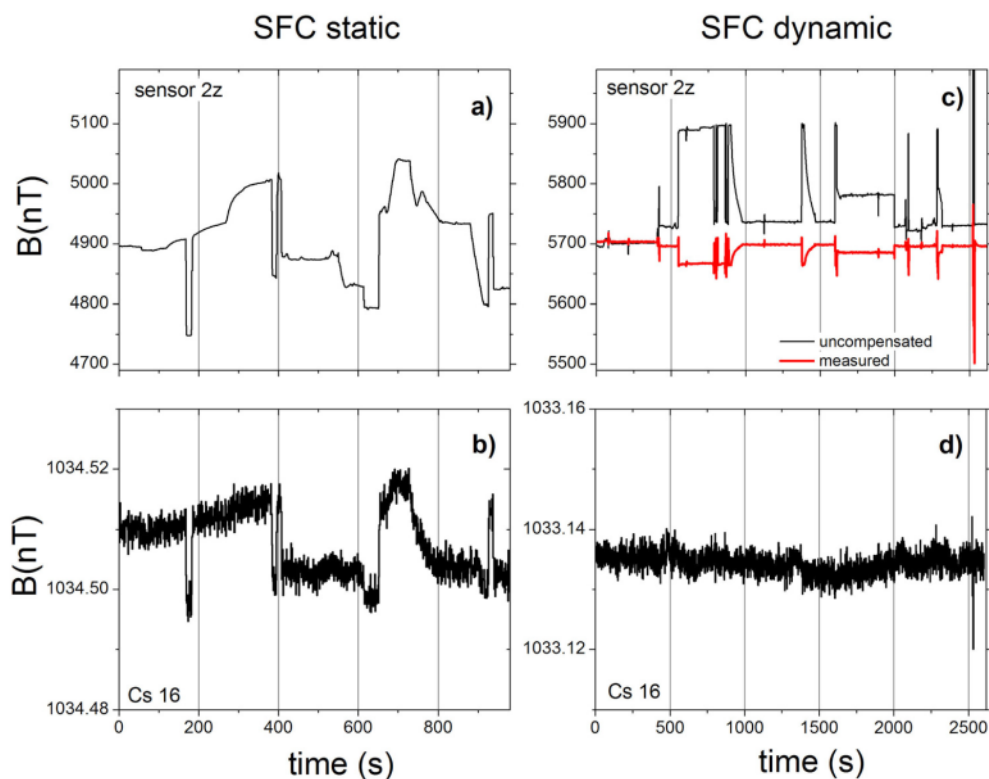 SFC static
SFC dynamic
sensor 2z
a)
5100
5000
4900
4800
4700
B(nT)
sensor 2z
c)
5900
5800
5700
5600
5500
uncompensated
measured
b)
1034.52
1034.50
1034.48
B(nT)
Cs 16
0 200 400 600 800
time (s)
d)
1033.16
1033.14
1033.12
1033.10
Cs 16
0 500 1000 1500 2000 2500
time (s)